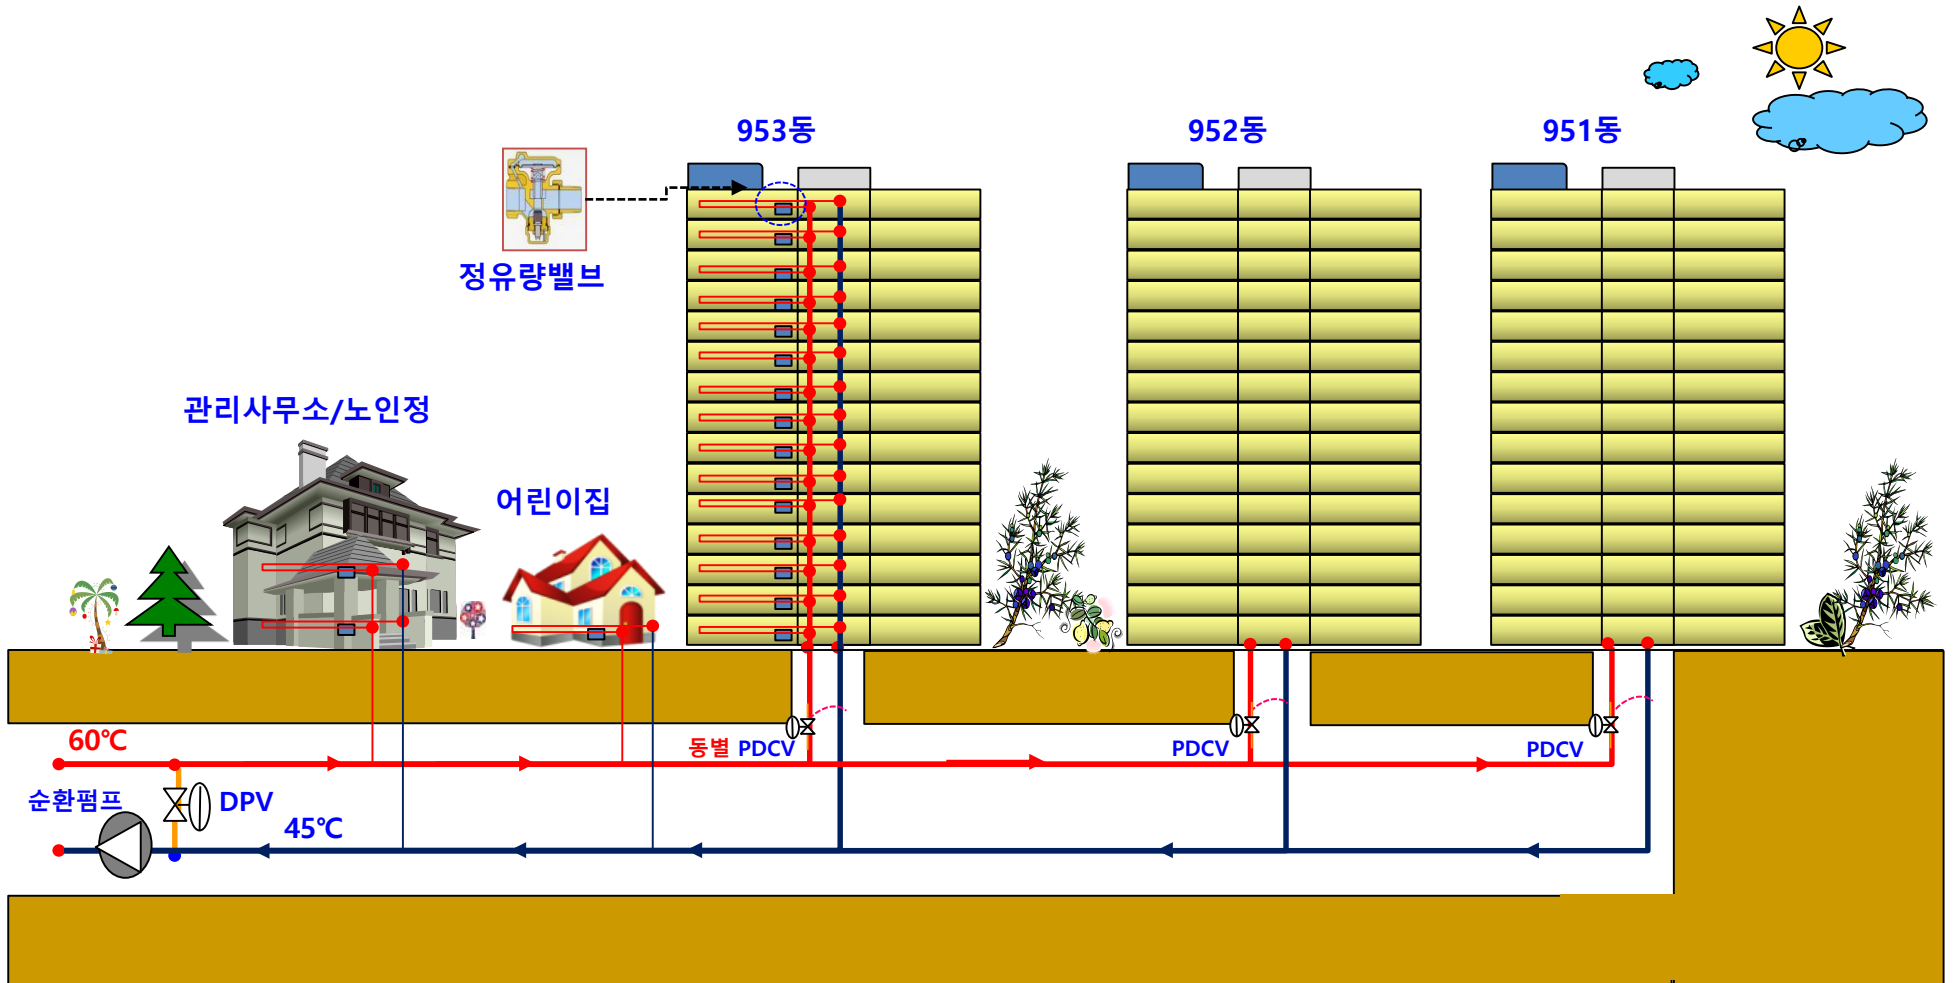 953동
952동
951동
정유량밸브
관리사무소/노인정
어린이집
60℃
동별 PDCV
PDCV
PDCV
순환펌프
DPV
45℃